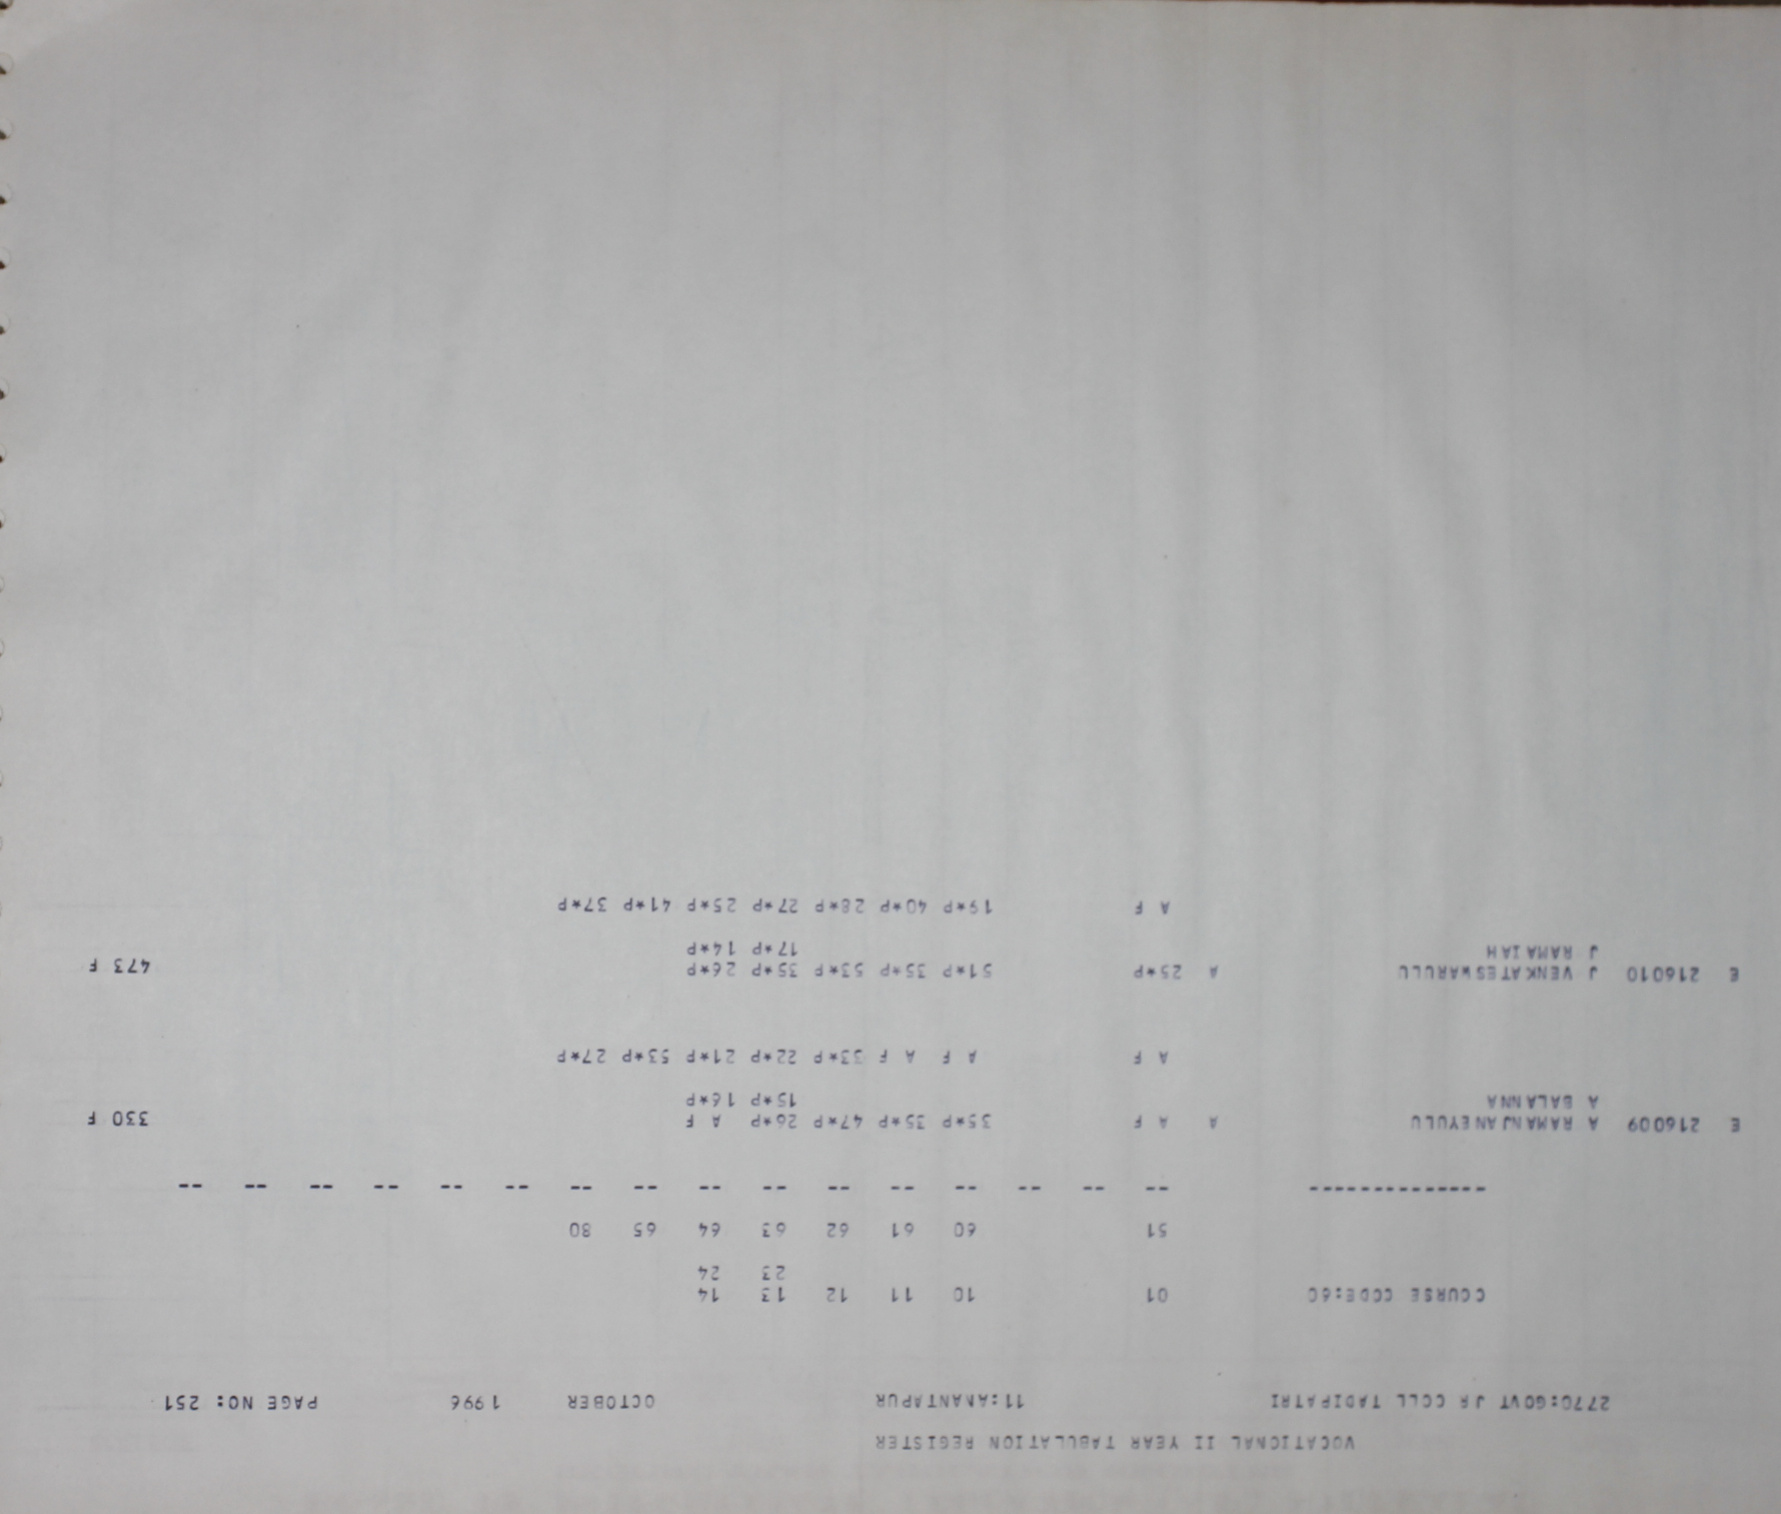 VOCATIONAL II YEAR TABULATION REGISTER
2770:GOVT JR COLL TADIPATRI 11:ANANTAPUR OCTOBER 1996 PAGE NO: 251
COURSE CODE:60 01 10 11 12 13 14
23 24
51 60 61 62 63 64 65 80
-------------- -- -- -- -- -- -- -- -- -- -- -- -- -- -- -- --
E 216009 A RAMANJANEYULU A A F 35*P 35*P 47*P 26*P A F 330 F
A BALANNA 15*P 16*P
A F A F A F 33*P 22*P 21*P 53*P 27*P
E 216010 J VENKATESWARULU A 25*P 51*P 35*P 53*P 35*P 26*P 473 F
J RAMAIAH 17*P 14*P
A F 19*P 40*P 28*P 27*P 25*P 41*P 37*P